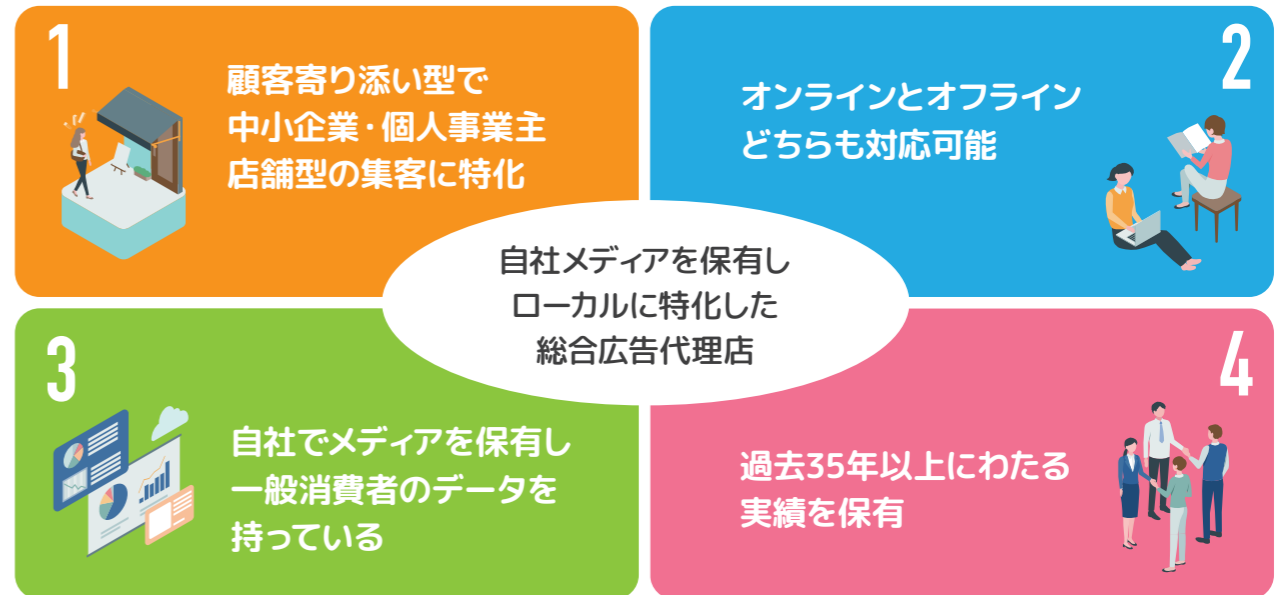 1
顧客寄り添い型で
中小企業・個人事業主
店舗型の集客に特化
2
オンラインとオフライン
どちらも対応可能
自社メディアを保有し
ローカルに特化した
総合広告代理店
3
自社でメディアを保有し
一般消費者のデータを
持っている
4
過去35年以上にわたる
実績を保有